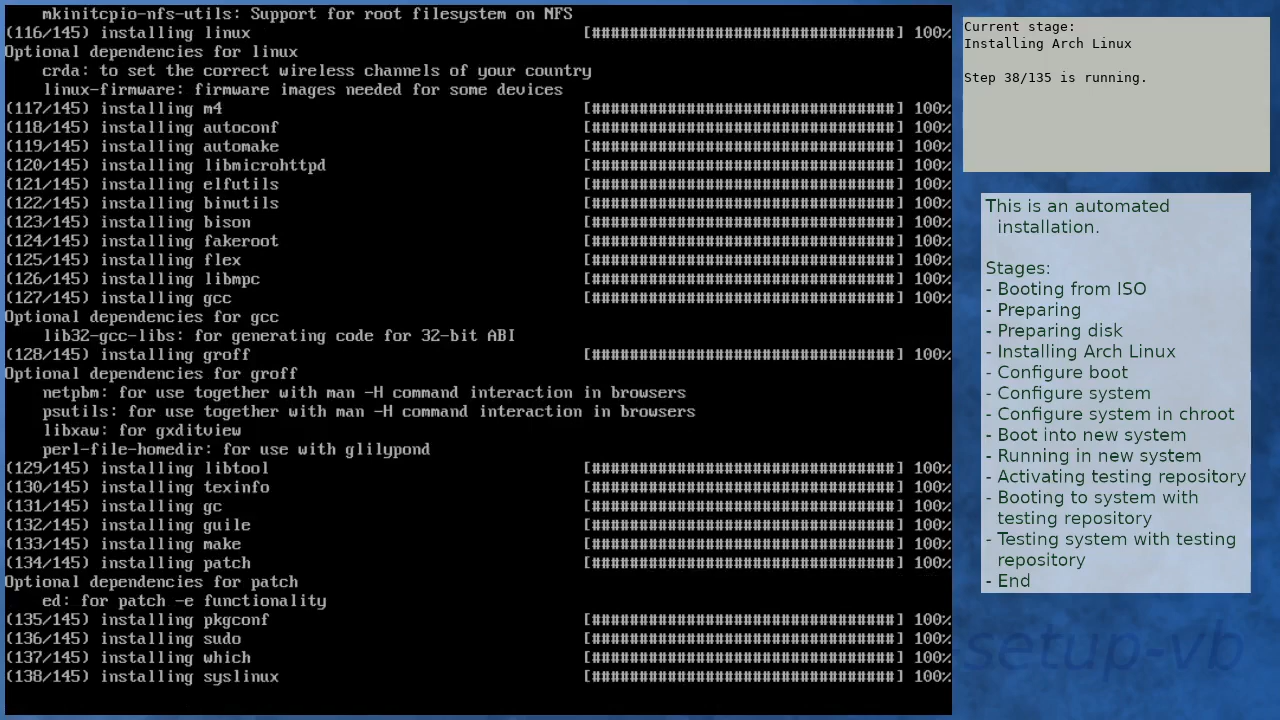 mkinitcpio-nfs-utils: Support for root filesystem on NFS
(116/145) installing linux [################################] 100%
Optional dependencies for linux
crda: to set the correct wireless channels of your country
linux-firmware: firmware images needed for some devices
(117/145) installing m4 [################################] 100%
(118/145) installing autoconf [################################] 100%
(119/145) installing automake [################################] 100%
(120/145) installing libmicrohttpd [################################] 100%
(121/145) installing elfutils [################################] 100%
(122/145) installing binutils [################################] 100%
(123/145) installing bison [################################] 100%
(124/145) installing fakeroot [################################] 100%
(125/145) installing flex [################################] 100%
(126/145) installing libmpc [################################] 100%
(127/145) installing gcc [################################] 100%
Optional dependencies for gcc
lib32-gcc-libs: for generating code for 32-bit ABI
(128/145) installing groff [################################] 100%
Optional dependencies for groff
netpbm: for use together with man -H command interaction in browsers
psutils: for use together with man -H command interaction in browsers
libxaw: for gxditview
perl-file-homedir: for use with glilypond
(129/145) installing libtool [################################] 100%
(130/145) installing texinfo [################################] 100%
(131/145) installing gc [################################] 100%
(132/145) installing guile [################################] 100%
(133/145) installing make [################################] 100%
(134/145) installing patch [################################] 100%
Optional dependencies for patch
ed: for patch -e functionality
(135/145) installing pkgconf [################################] 100%
(136/145) installing sudo [################################] 100%
(137/145) installing which [################################] 100%
(138/145) installing syslinux [################################] 100%
Current stage:
Installing Arch Linux
Step 38/135 is running.
This is an automated
installation.
Stages:
- Booting from ISO
- Preparing
- Preparing disk
- Installing Arch Linux
- Configure boot
- Configure system
- Configure system in chroot
- Boot into new system
- Running in new system
- Activating testing repository
- Booting to system with
testing repository
- Testing system with testing
repository
- End
setup-vb